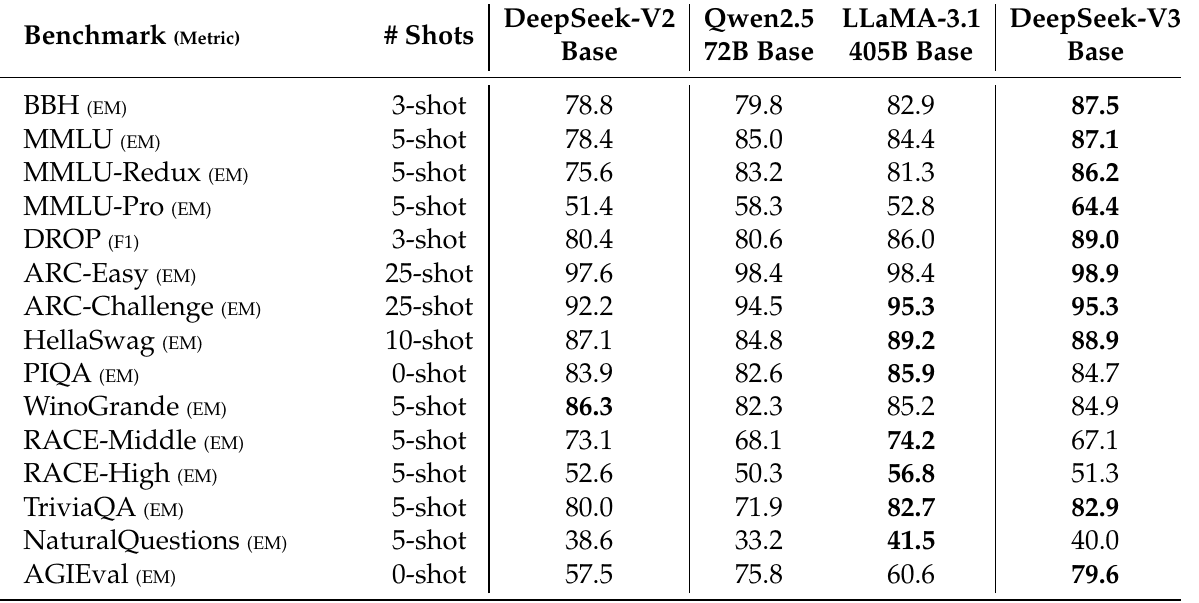 Benchmark (Metric) # Shots DeepSeek-V2 Base Qwen2.5 72B Base LLaMA-3.1 405B Base DeepSeek-V3 Base
BBH (EM) 3-shot 78.8 79.8 82.9 87.5
MMLU (EM) 5-shot 78.4 85.0 84.4 87.1
MMLU-Redux (EM) 5-shot 75.6 83.2 81.3 86.2
MMLU-Pro (EM) 5-shot 51.4 58.3 52.8 64.4
DROP (F1) 3-shot 80.4 80.6 86.0 89.0
ARC-Easy (EM) 25-shot 97.6 98.4 98.4 98.9
ARC-Challenge (EM) 25-shot 92.2 94.5 95.3 95.3
HellaSwag (EM) 10-shot 87.1 84.8 89.2 88.9
PIQA (EM) 0-shot 83.9 82.6 85.9 84.7
WinoGrande (EM) 5-shot 86.3 82.3 85.2 84.9
RACE-Middle (EM) 5-shot 73.1 68.1 74.2 67.1
RACE-High (EM) 5-shot 52.6 50.3 56.8 51.3
TriviaQA (EM) 5-shot 80.0 71.9 82.7 82.9
NaturalQuestions (EM) 5-shot 38.6 33.2 41.5 40.0
AGIEval (EM) 0-shot 57.5 75.8 60.6 79.6